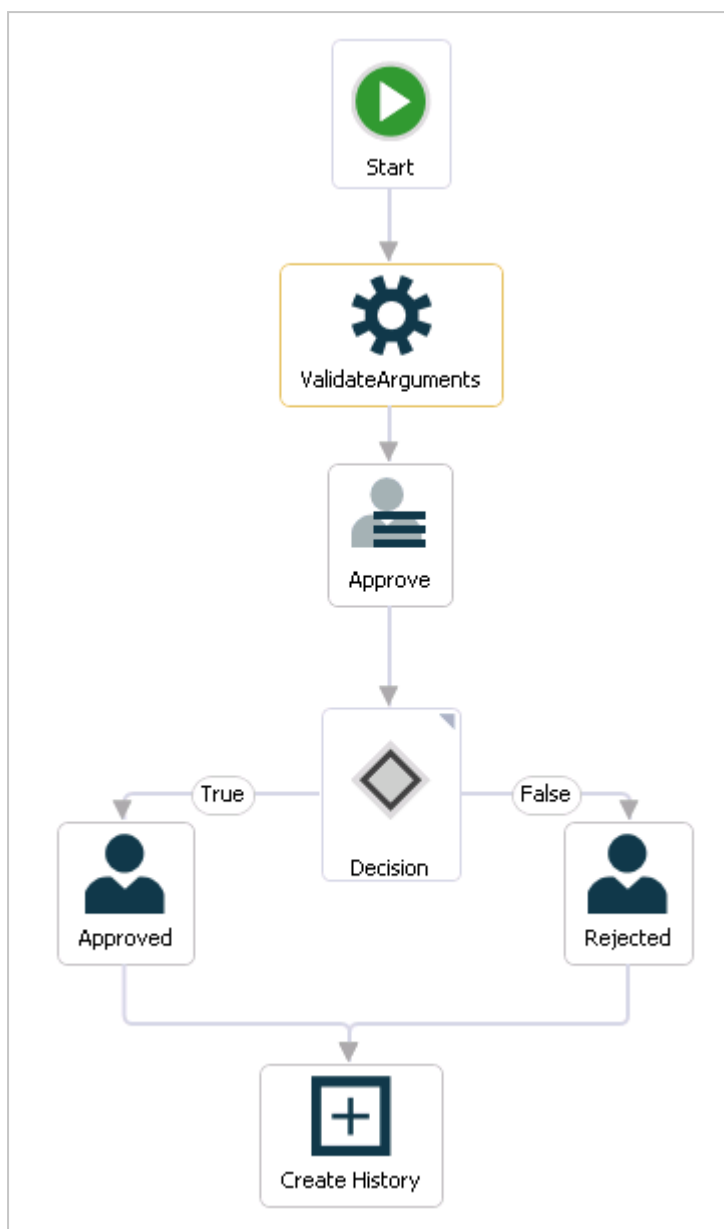 Start
ValidateArguments
Approve
True
False
Decision
Approved
Rejected
Create History